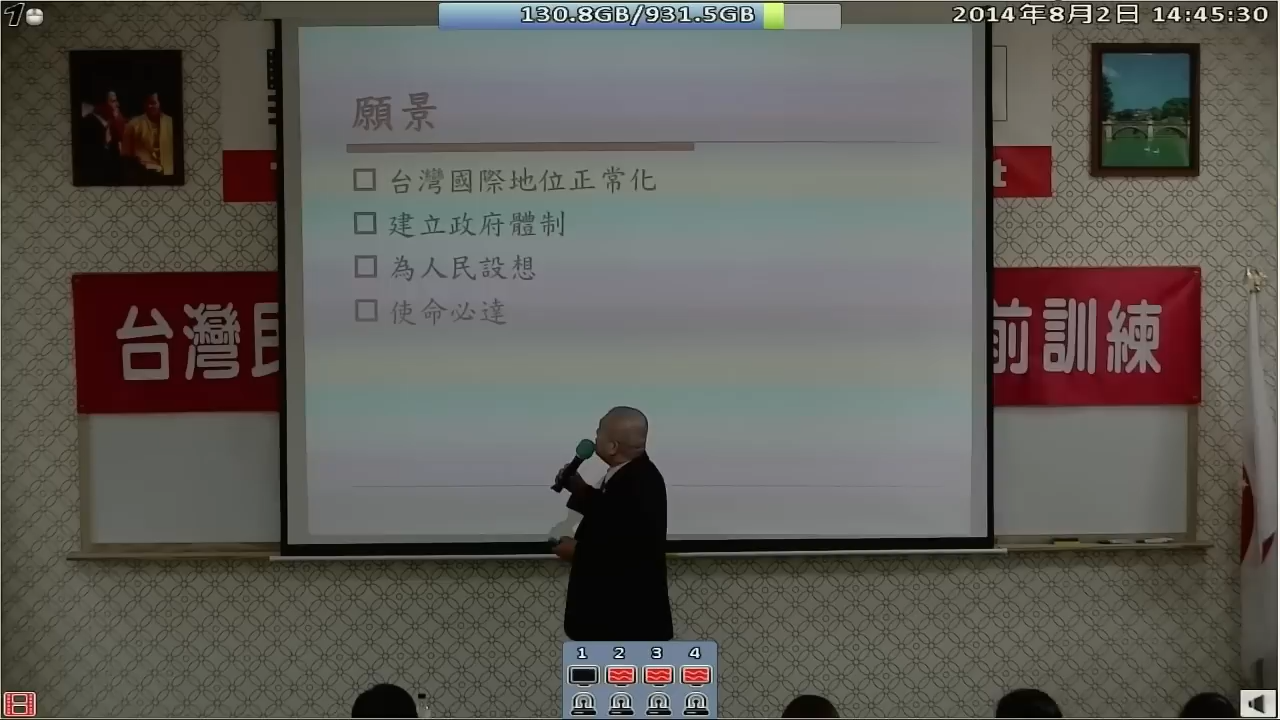 1
130.8GB/931.5GB
2014年8月2日 14:45:30
願景
台灣國際地位正常化
建立政府體制
為人民設想
使命必達
t
台灣民
前訓練
1 2 3 4